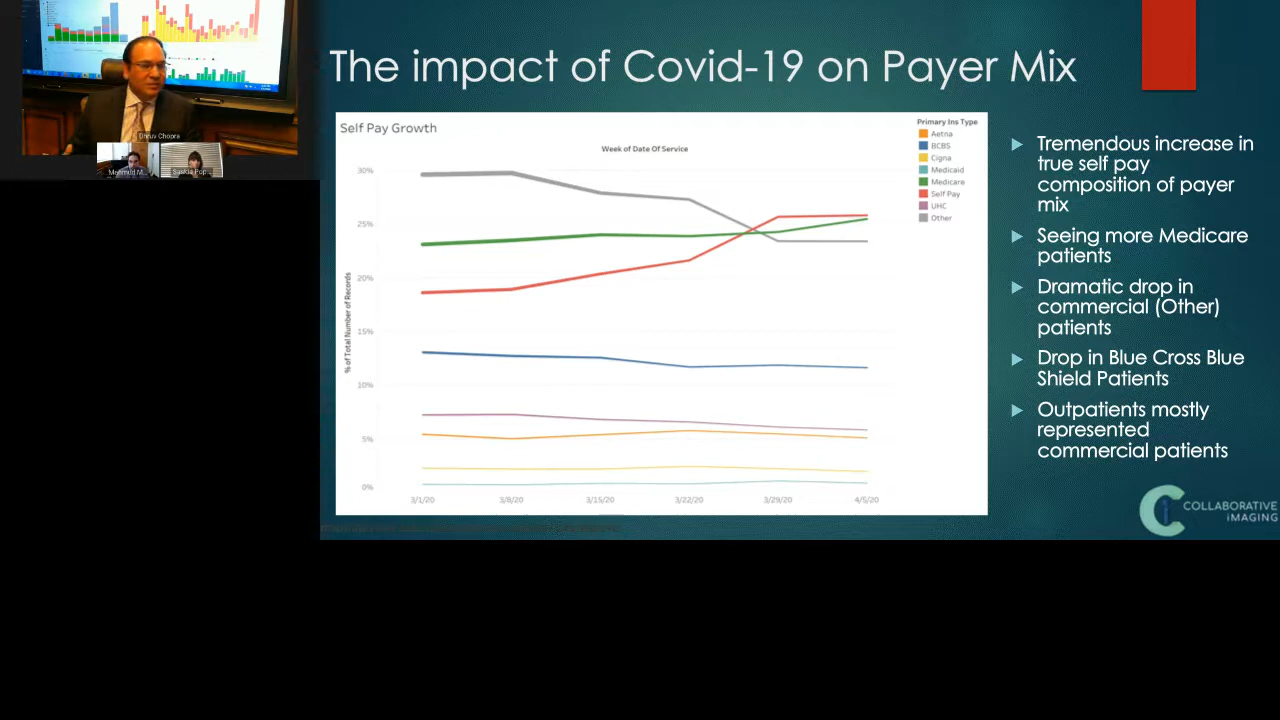 The impact of Covid-19 on Payer Mix
Dhruv Chopra
Mahmud M...
Saskia Pop...
Self Pay Growth
Week of Date Of Service
% of Total Number of Records
30%
25%
20%
15%
10%
5%
0%
3/1/20
3/8/20
3/15/20
3/22/20
3/29/20
4/5/20
Primary Ins Type
Aetna
BCBS
Cigna
Medicaid
Medicare
Self Pay
UHC
Other
Tremendous increase in
true self pay
composition of payer
mix
Seeing more Medicare
patients
Dramatic drop in
commercial (Other)
patients
Drop in Blue Cross Blue
Shield Patients
Outpatients mostly
represented
commercial patients
COLLABORATIVE
iMAGING